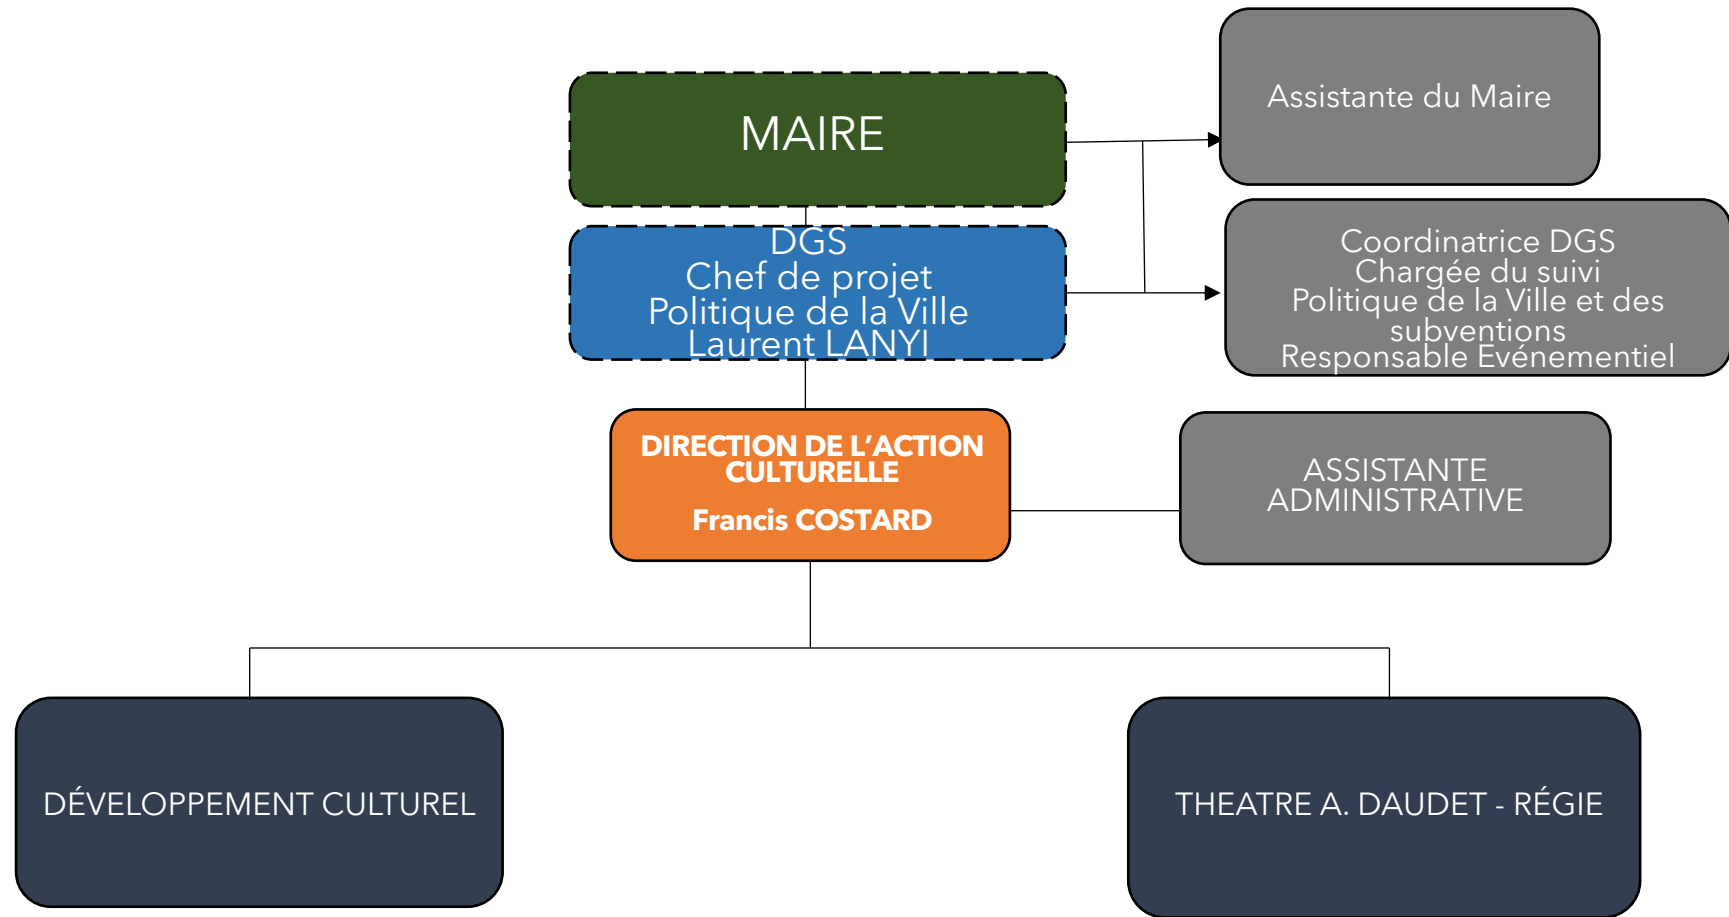 Assistante du Maire
MAIRE
DGS
Chef de projet
Politique de la Ville
Laurent LANYI
Coordinatrice DGS
Chargée du suivi
Politique de la Ville et des
subventions
Responsable Evénementiel
DIRECTION DE L’ACTION
CULTURELLE
Francis COSTARD
ASSISTANTE
ADMINISTRATIVE
DÉVELOPPEMENT CULTUREL
THEATRE A. DAUDET - RÉGIE